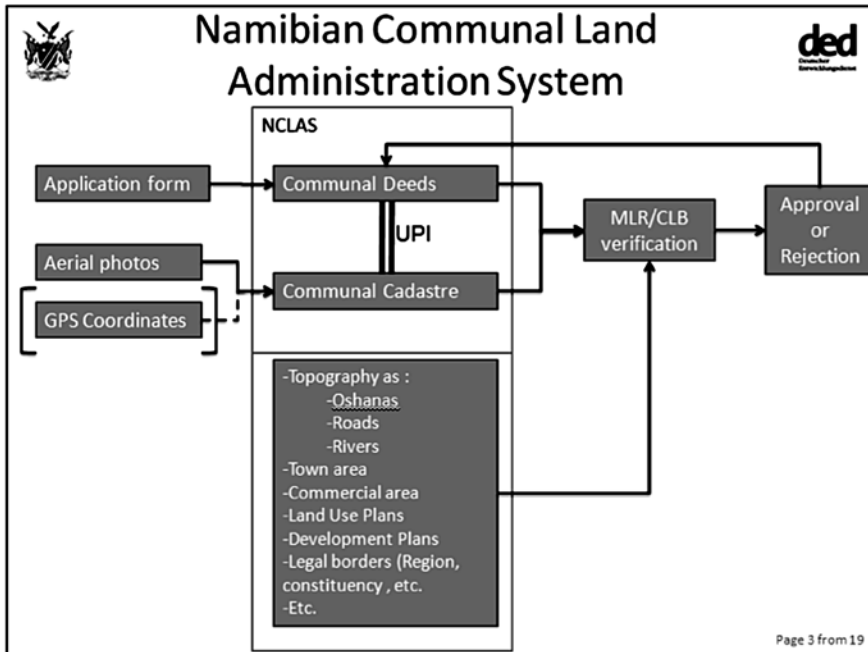 Namibian Communal Land
Administration System
ded
Deutscher
Entwicklungsdienst
NCLAS
Application form
Communal Deeds
UPI
Aerial photos
Communal Cadastre
GPS Coordinates
MLR/CLB
verification
Approval
or
Rejection
-Topography as :
-Oshanas
-Roads
-Rivers
-Town area
-Commercial area
-Land Use Plans
-Development Plans
-Legal borders (Region,
constituency , etc.
-Etc.
Page 3 from 19